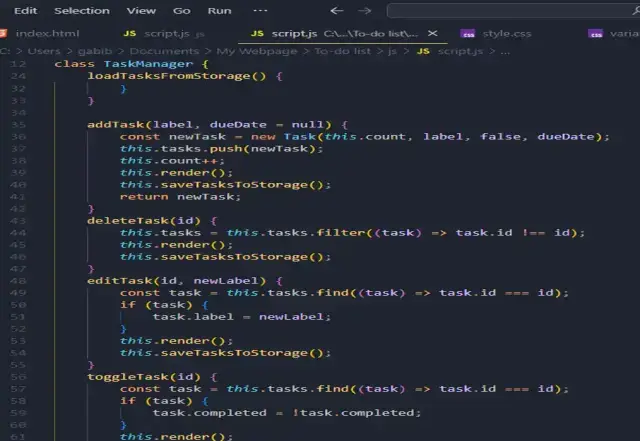 Edit Selection View Go Run ...
index.html JS script.js js JS script.js C:\...\To-do list\... style.css varia
C: > Users > gabib > Documents > My Webpage > To-do list > js > JS script.js > ...
12 class TaskManager {
24 loadTasksFromStorage() {
32 }
33 }
34
35 addTask(label, dueDate = null) {
36 const newTask = new Task(this.count, label, false, dueDate);
37 this.tasks.push(newTask);
38 this.count++;
39 this.render();
40 this.saveTasksToStorage();
41 return newTask;
42 }
43 deleteTask(id) {
44 this.tasks = this.tasks.filter((task) => task.id !== id);
45 this.render();
46 this.saveTasksToStorage();
47 }
48 editTask(id, newLabel) {
49 const task = this.tasks.find((task) => task.id === id);
50 if (task) {
51 task.label = newLabel;
52 }
53 this.render();
54 this.saveTasksToStorage();
55 }
56 toggleTask(id) {
57 const task = this.tasks.find((task) => task.id === id);
58 if (task) {
59 task.completed = !task.completed;
60 }
61 this.render();